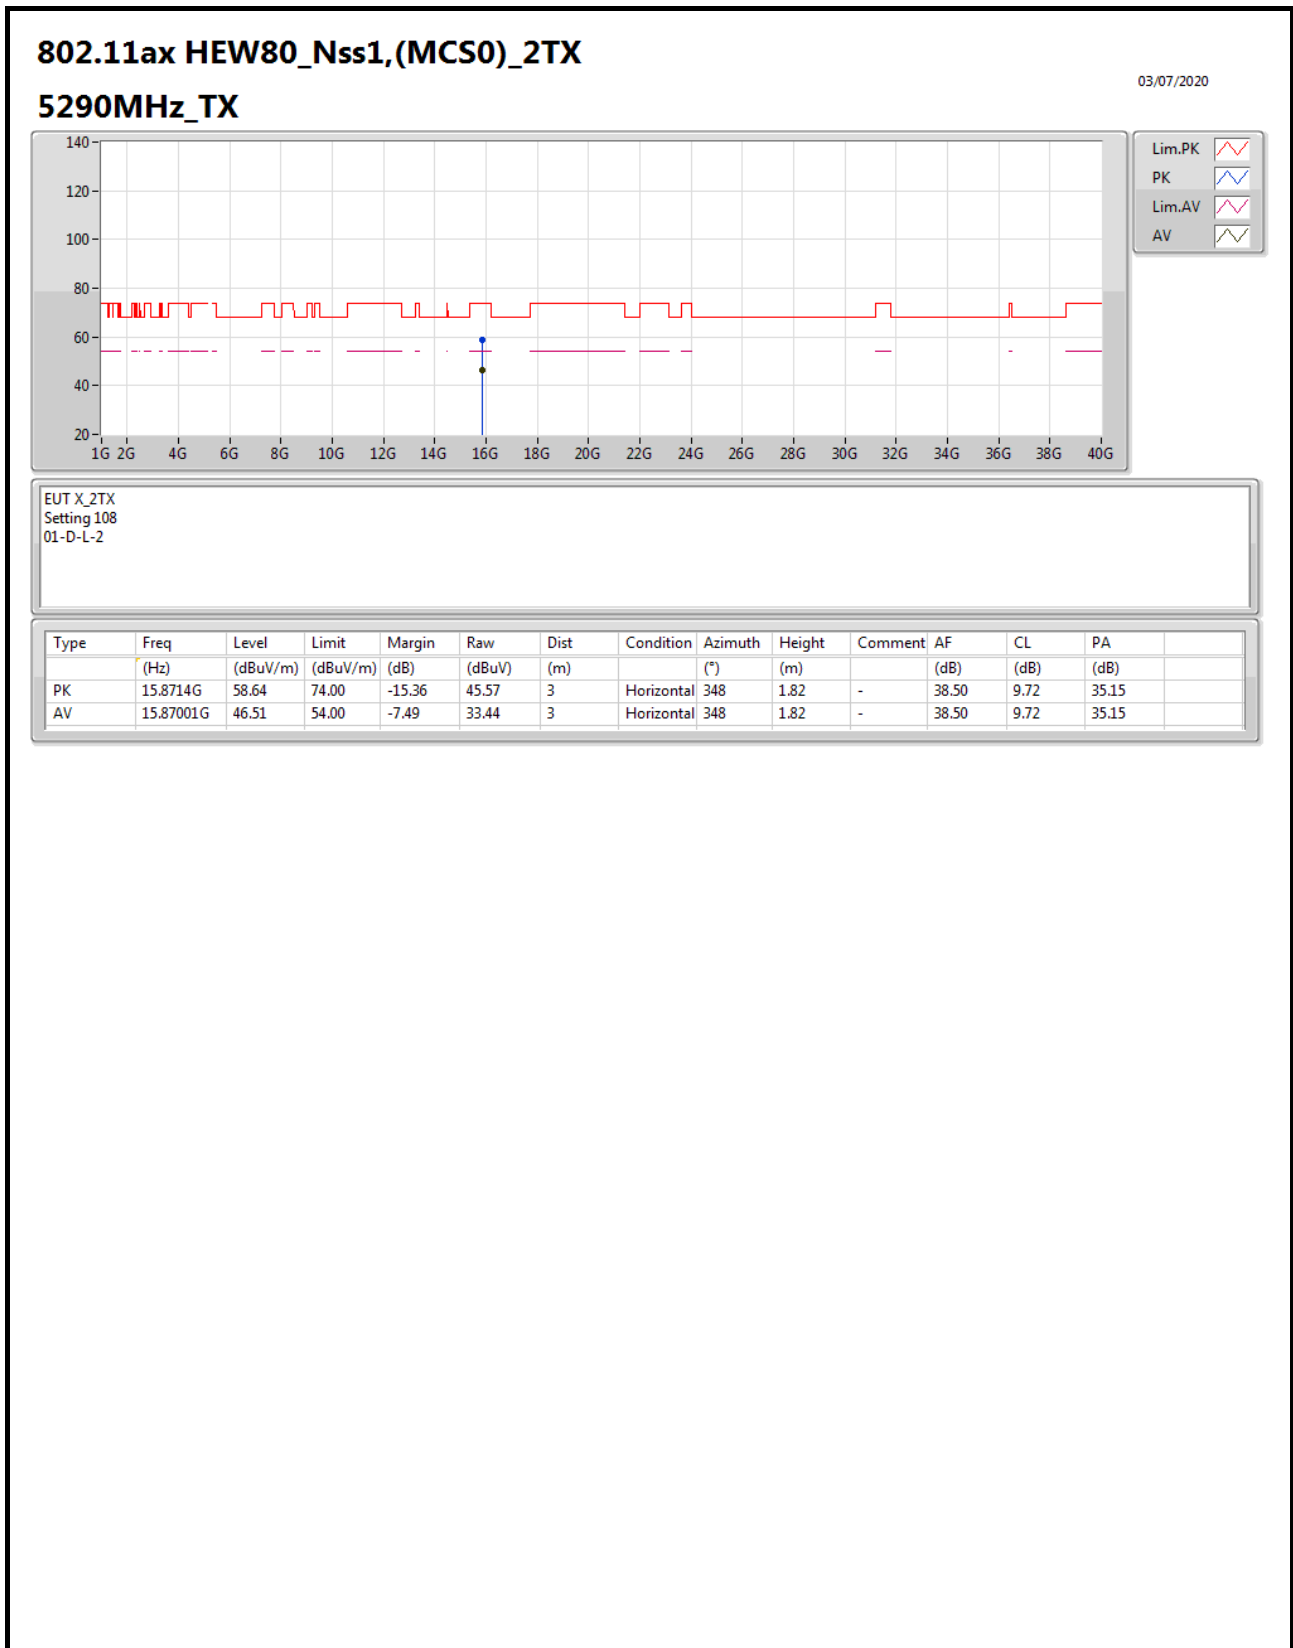 802.11ax HEW80_Nss1,(MCS0)_2TX
03/07/2020
5290MHz_TX
140
120
100
80
60
40
20
1G 2G 4G 6G 8G 10G 12G 14G 16G 18G 20G 22G 24G 26G 28G 30G 32G 34G 36G 38G 40G
Lim.PK
PK
Lim.AV
AV
EUT X_2TX
Setting 108
01-D-L-2
Type Freq Level Limit Margin Raw Dist Condition Azimuth Height Comment AF CL PA
(Hz) (dBuV/m) (dBuV/m) (dB) (dBuV) (m) (°) (m) (dB) (dB) (dB)
PK 15.8714G 58.64 74.00 -15.36 45.57 3 Horizontal 348 1.82 - 38.50 9.72 35.15
AV 15.87001G 46.51 54.00 -7.49 33.44 3 Horizontal 348 1.82 - 38.50 9.72 35.15